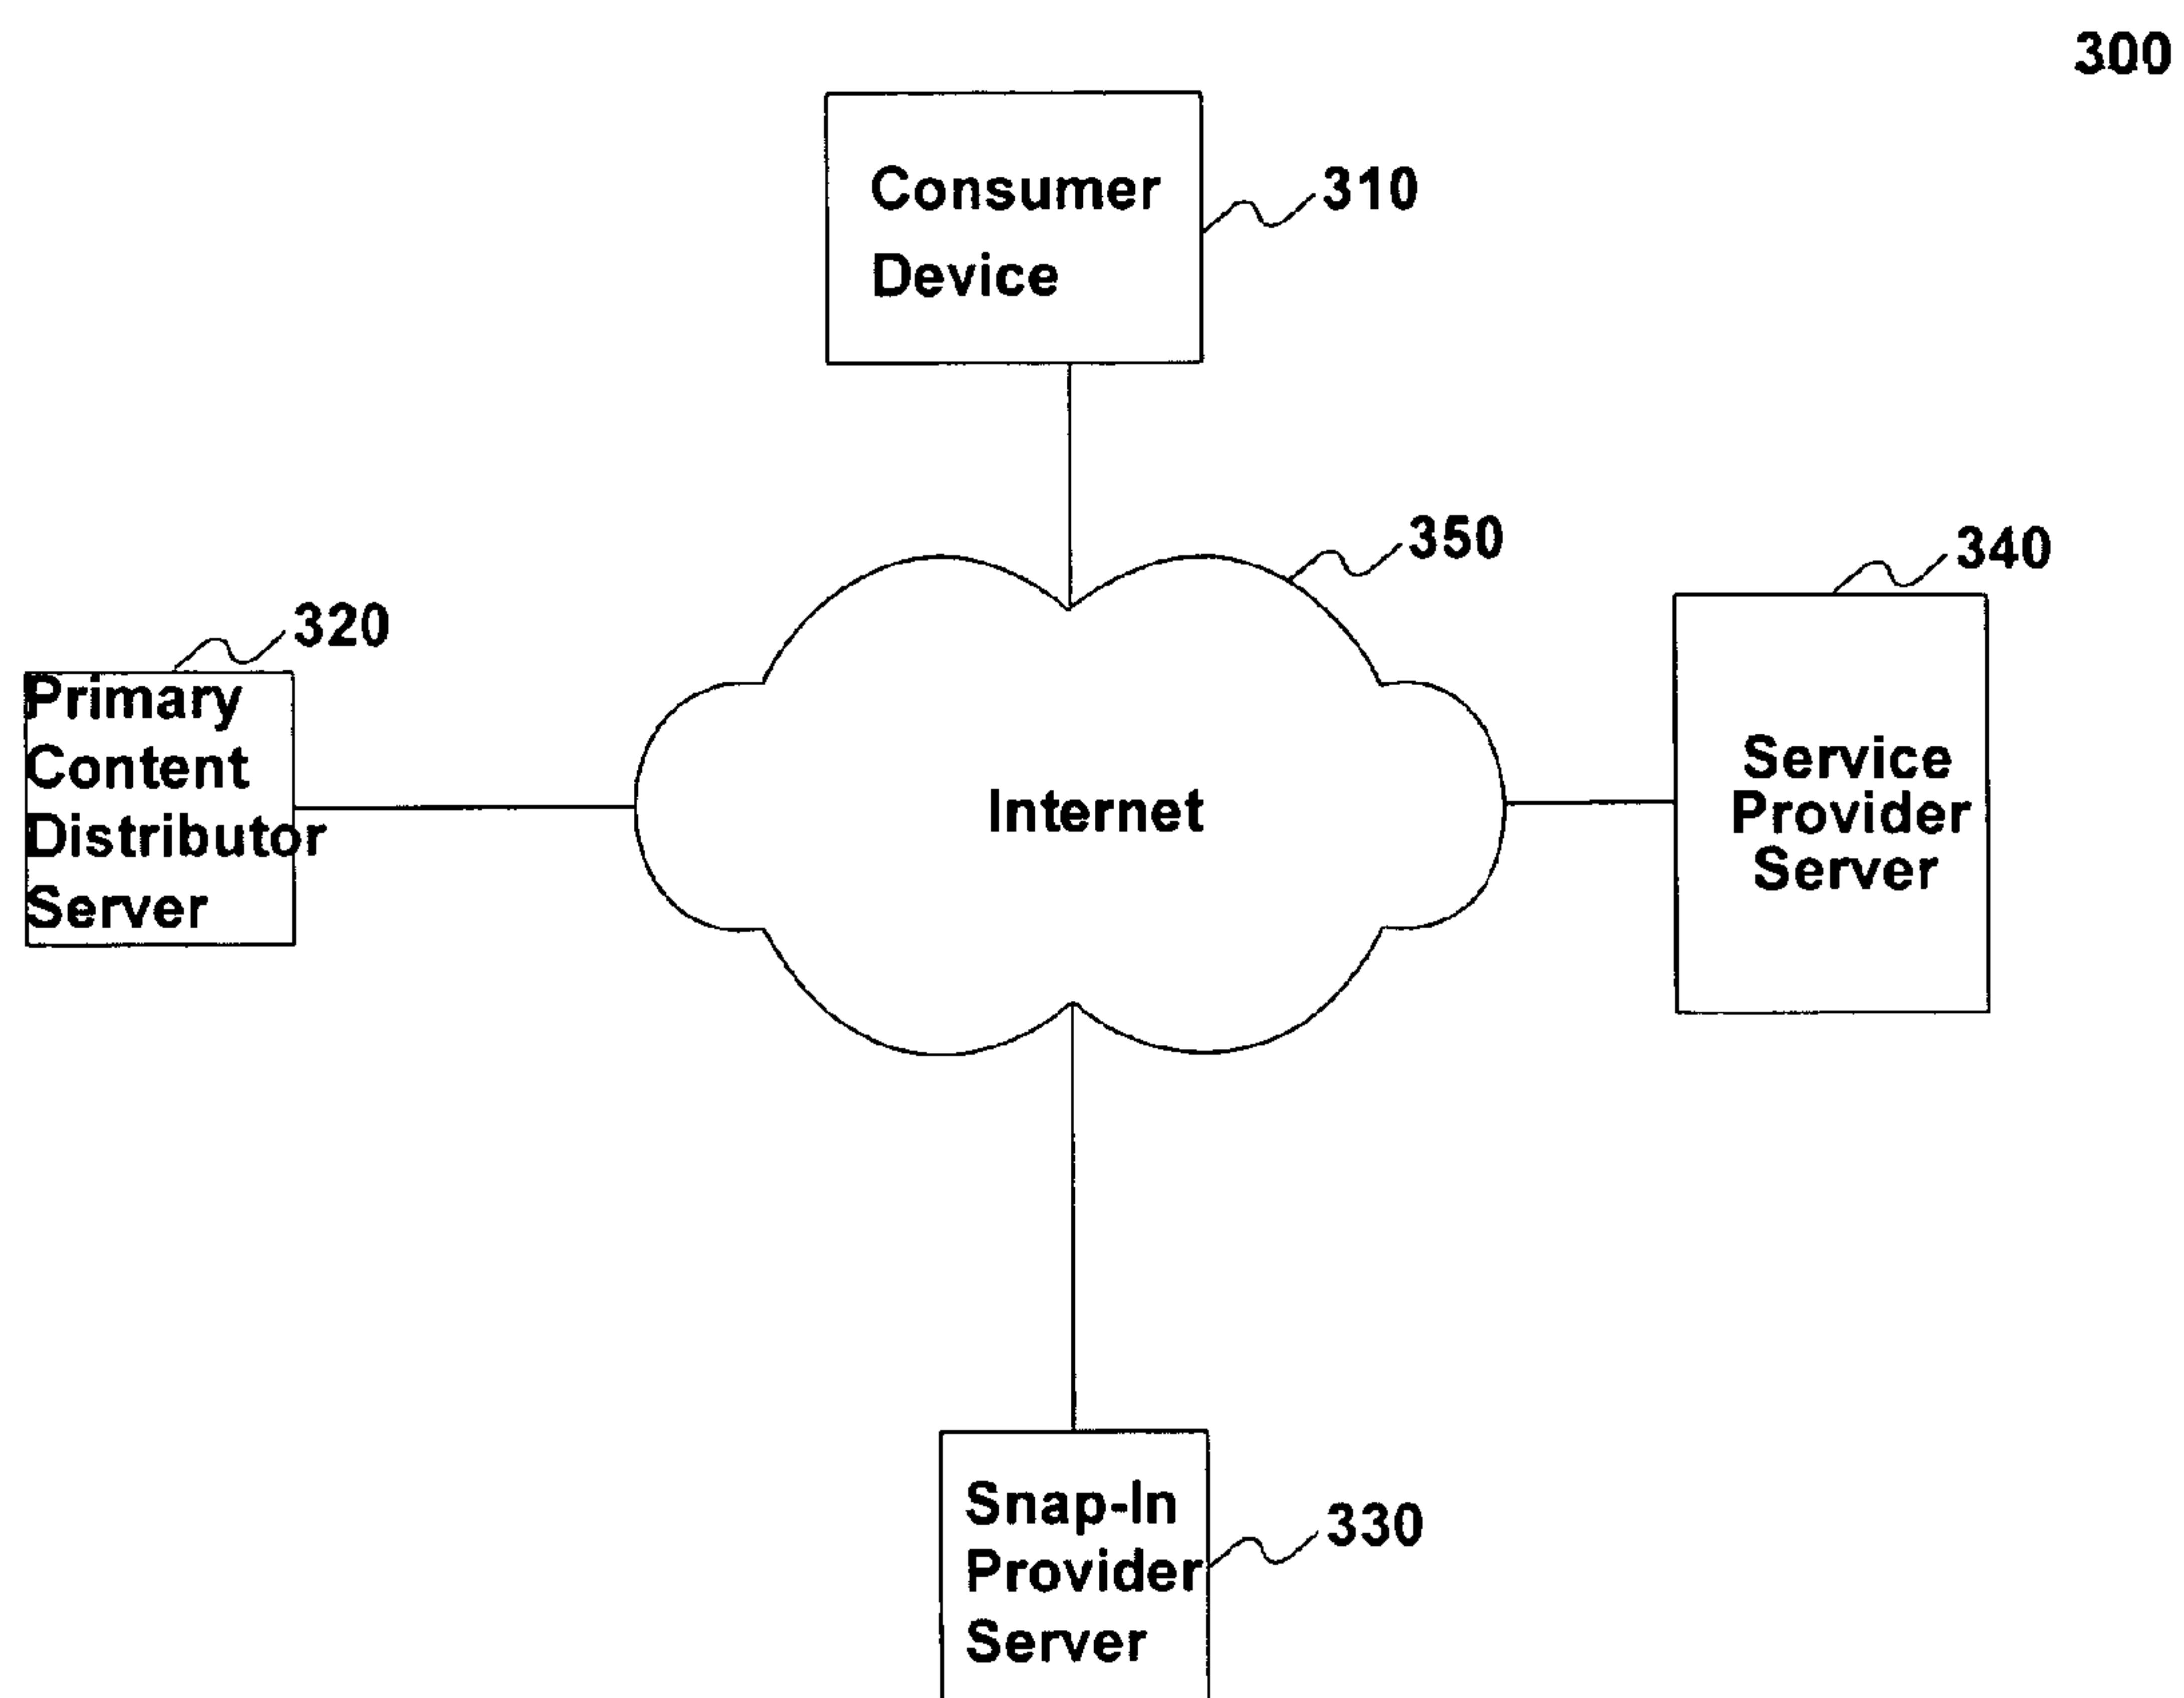 300
Consumer
Device
310
350
340
320
Primary
Content
Distributor
Server
Internet
Service
Provider
Server
Snap-In
Provider
Server
330